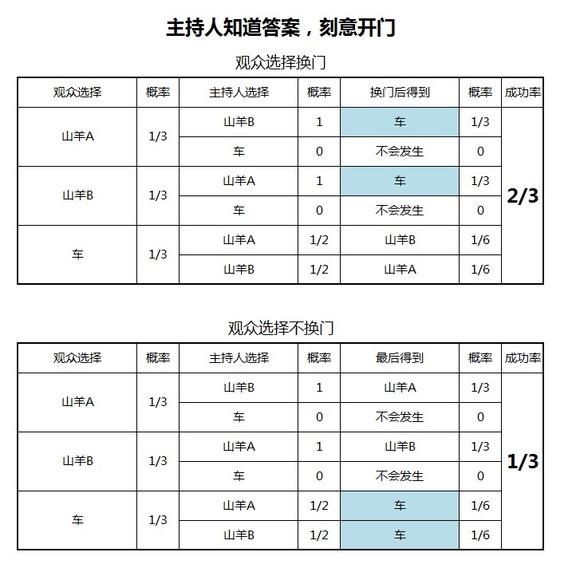 主持人知道答案，刻意开门
观众选择换门
观众选择 概率 主持人选择 概率 换门后得到 概率 成功率
山羊A 1/3 山羊B 1 车 1/3
车 0 不会发生 0
山羊B 1/3 山羊A 1 车 1/3
车 0 不会发生 0
2/3
车 1/3 山羊A 1/2 山羊B 1/6
山羊B 1/2 山羊A 1/6
观众选择不换门
观众选择 概率 主持人选择 概率 最后得到 概率 成功率
山羊A 1/3 山羊B 1 山羊A 1/3
车 0 不会发生 0
山羊B 1/3 山羊A 1 山羊B 1/3
车 0 不会发生 0
1/3
车 1/3 山羊A 1/2 车 1/6
山羊B 1/2 车 1/6